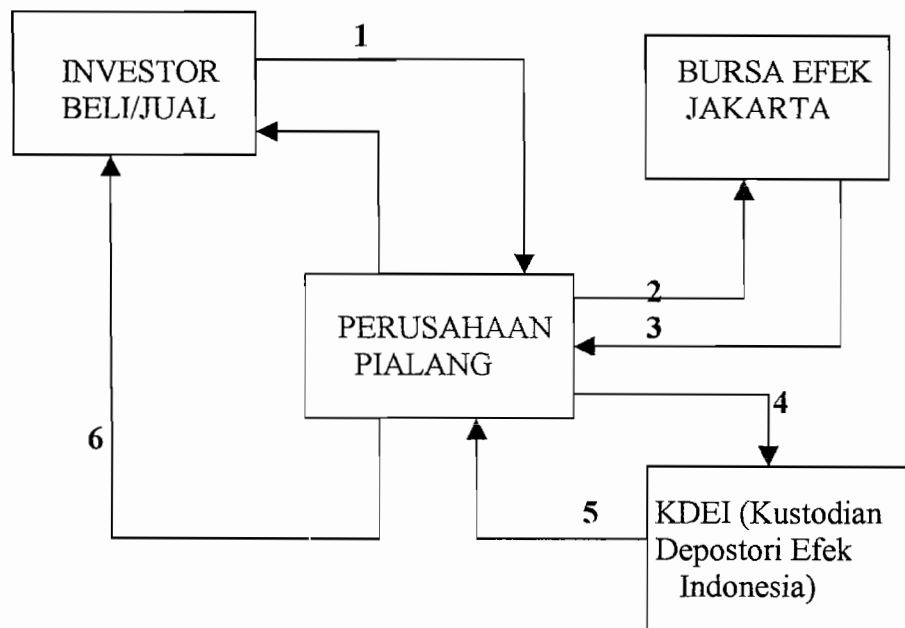 1
INVESTOR
BELI/JUAL
BURSA EFEK
JAKARTA
2
3
PERUSAHAAN
PIALANG
4
6
5
KDEI (Kustodian
Depostori Efek
Indonesia)